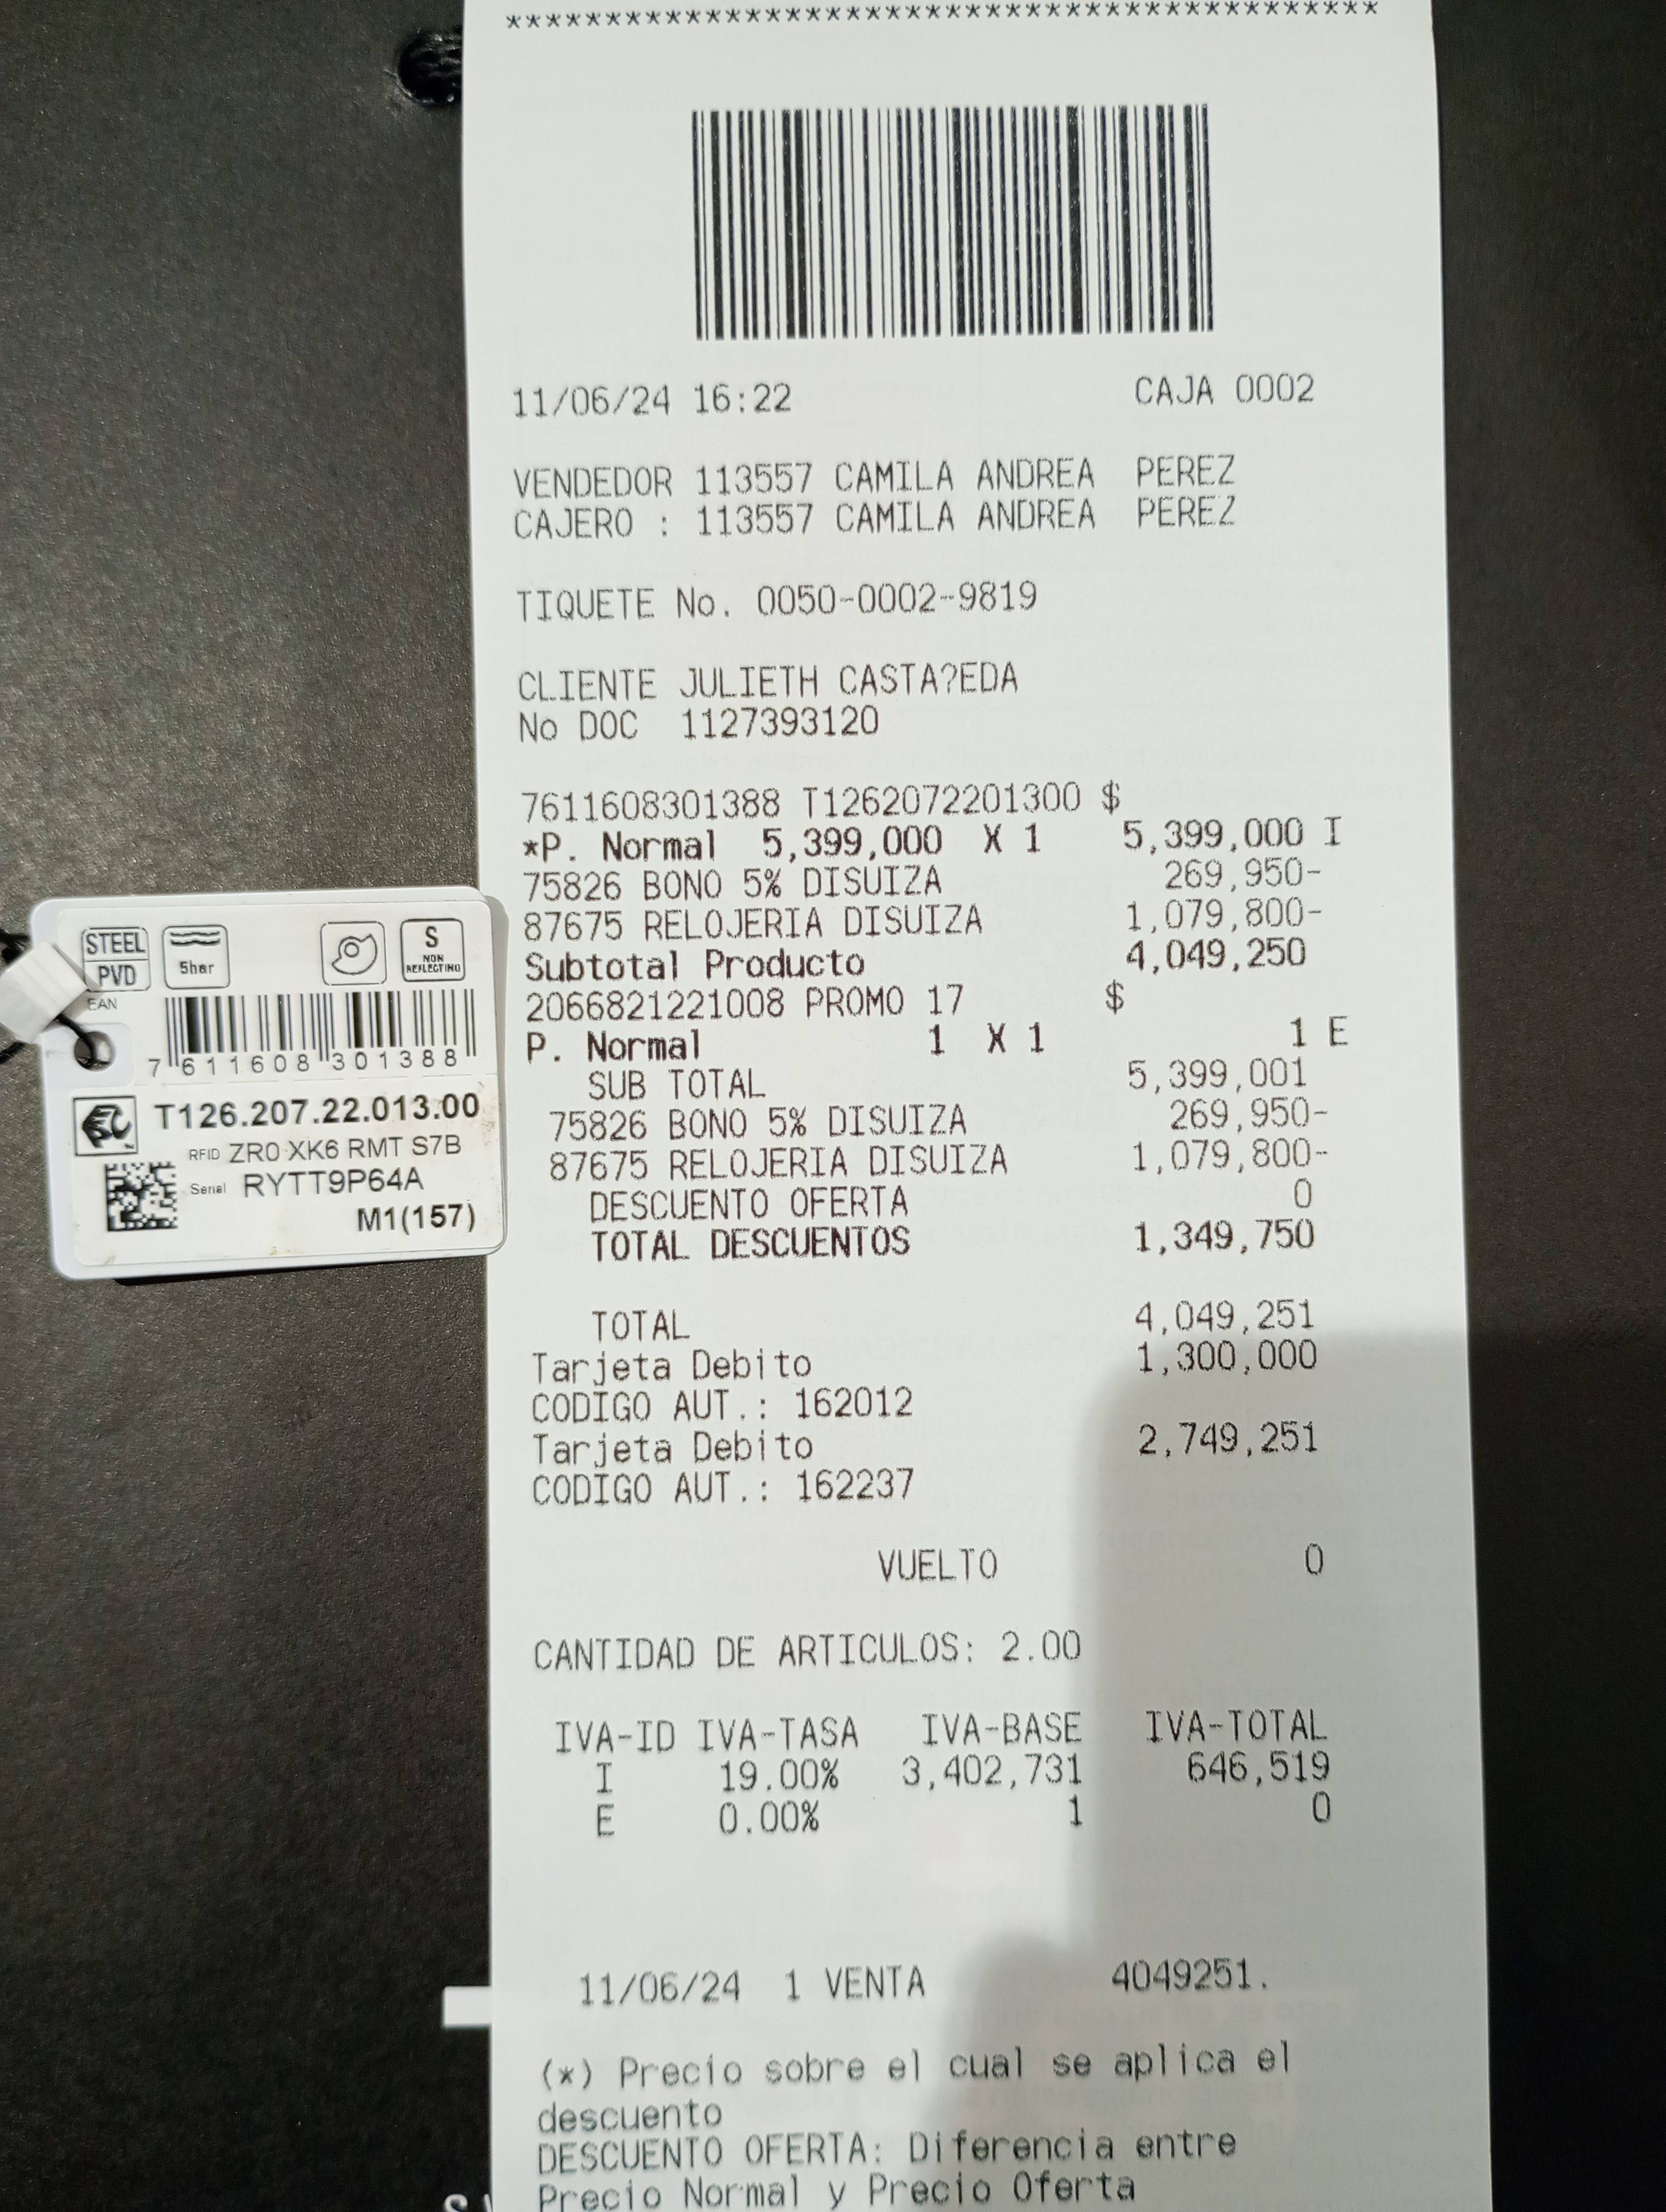 ******************************************
11/06/24 16:22 CAJA 0002
VENDEDOR 113557 CAMILA ANDREA PEREZ
CAJERO : 113557 CAMILA ANDREA PEREZ
TIQUETE No. 0050-0002-9819
CLIENTE JULIETH CASTA?EDA
No DOC 1127393120
7611608301388 T1262072201300 $
*P. Normal 5,399,000 X 1 5,399,000 I
75826 BONO 5% DISUIZA 269,950-
87675 RELOJERIA DISUIZA 1,079,800-
Subtotal Producto 4,049,250
2066821221008 PROMO 17 $
P. Normal 1 X 1 1 E
SUB TOTAL 5,399,001
75826 BONO 5% DISUIZA 269,950-
87675 RELOJERIA DISUIZA 1,079,800-
DESCUENTO OFERTA 0
TOTAL DESCUENTOS 1,349,750
TOTAL 4,049,251
Tarjeta Debito 1,300,000
CODIGO AUT.: 162012
Tarjeta Debito 2,749,251
CODIGO AUT.: 162237
VUELTO 0
CANTIDAD DE ARTICULOS: 2.00
IVA-ID IVA-TASA IVA-BASE IVA-TOTAL
I 19.00% 3,402,731 646,519
E 0.00% 1 0
11/06/24 1 VENTA 4049251.
(*) Precio sobre el cual se aplica el
descuento
DESCUENTO OFERTA: Diferencia entre
Precio Normal y Precio Oferta
STEEL
PVD
5bar
S
NON
REFLECTING
EAN
7 611608 301388
T126.207.22.013.00
RFID ZR0 XK6 RMT S7B
Serial RYTT9P64A
M1(157)